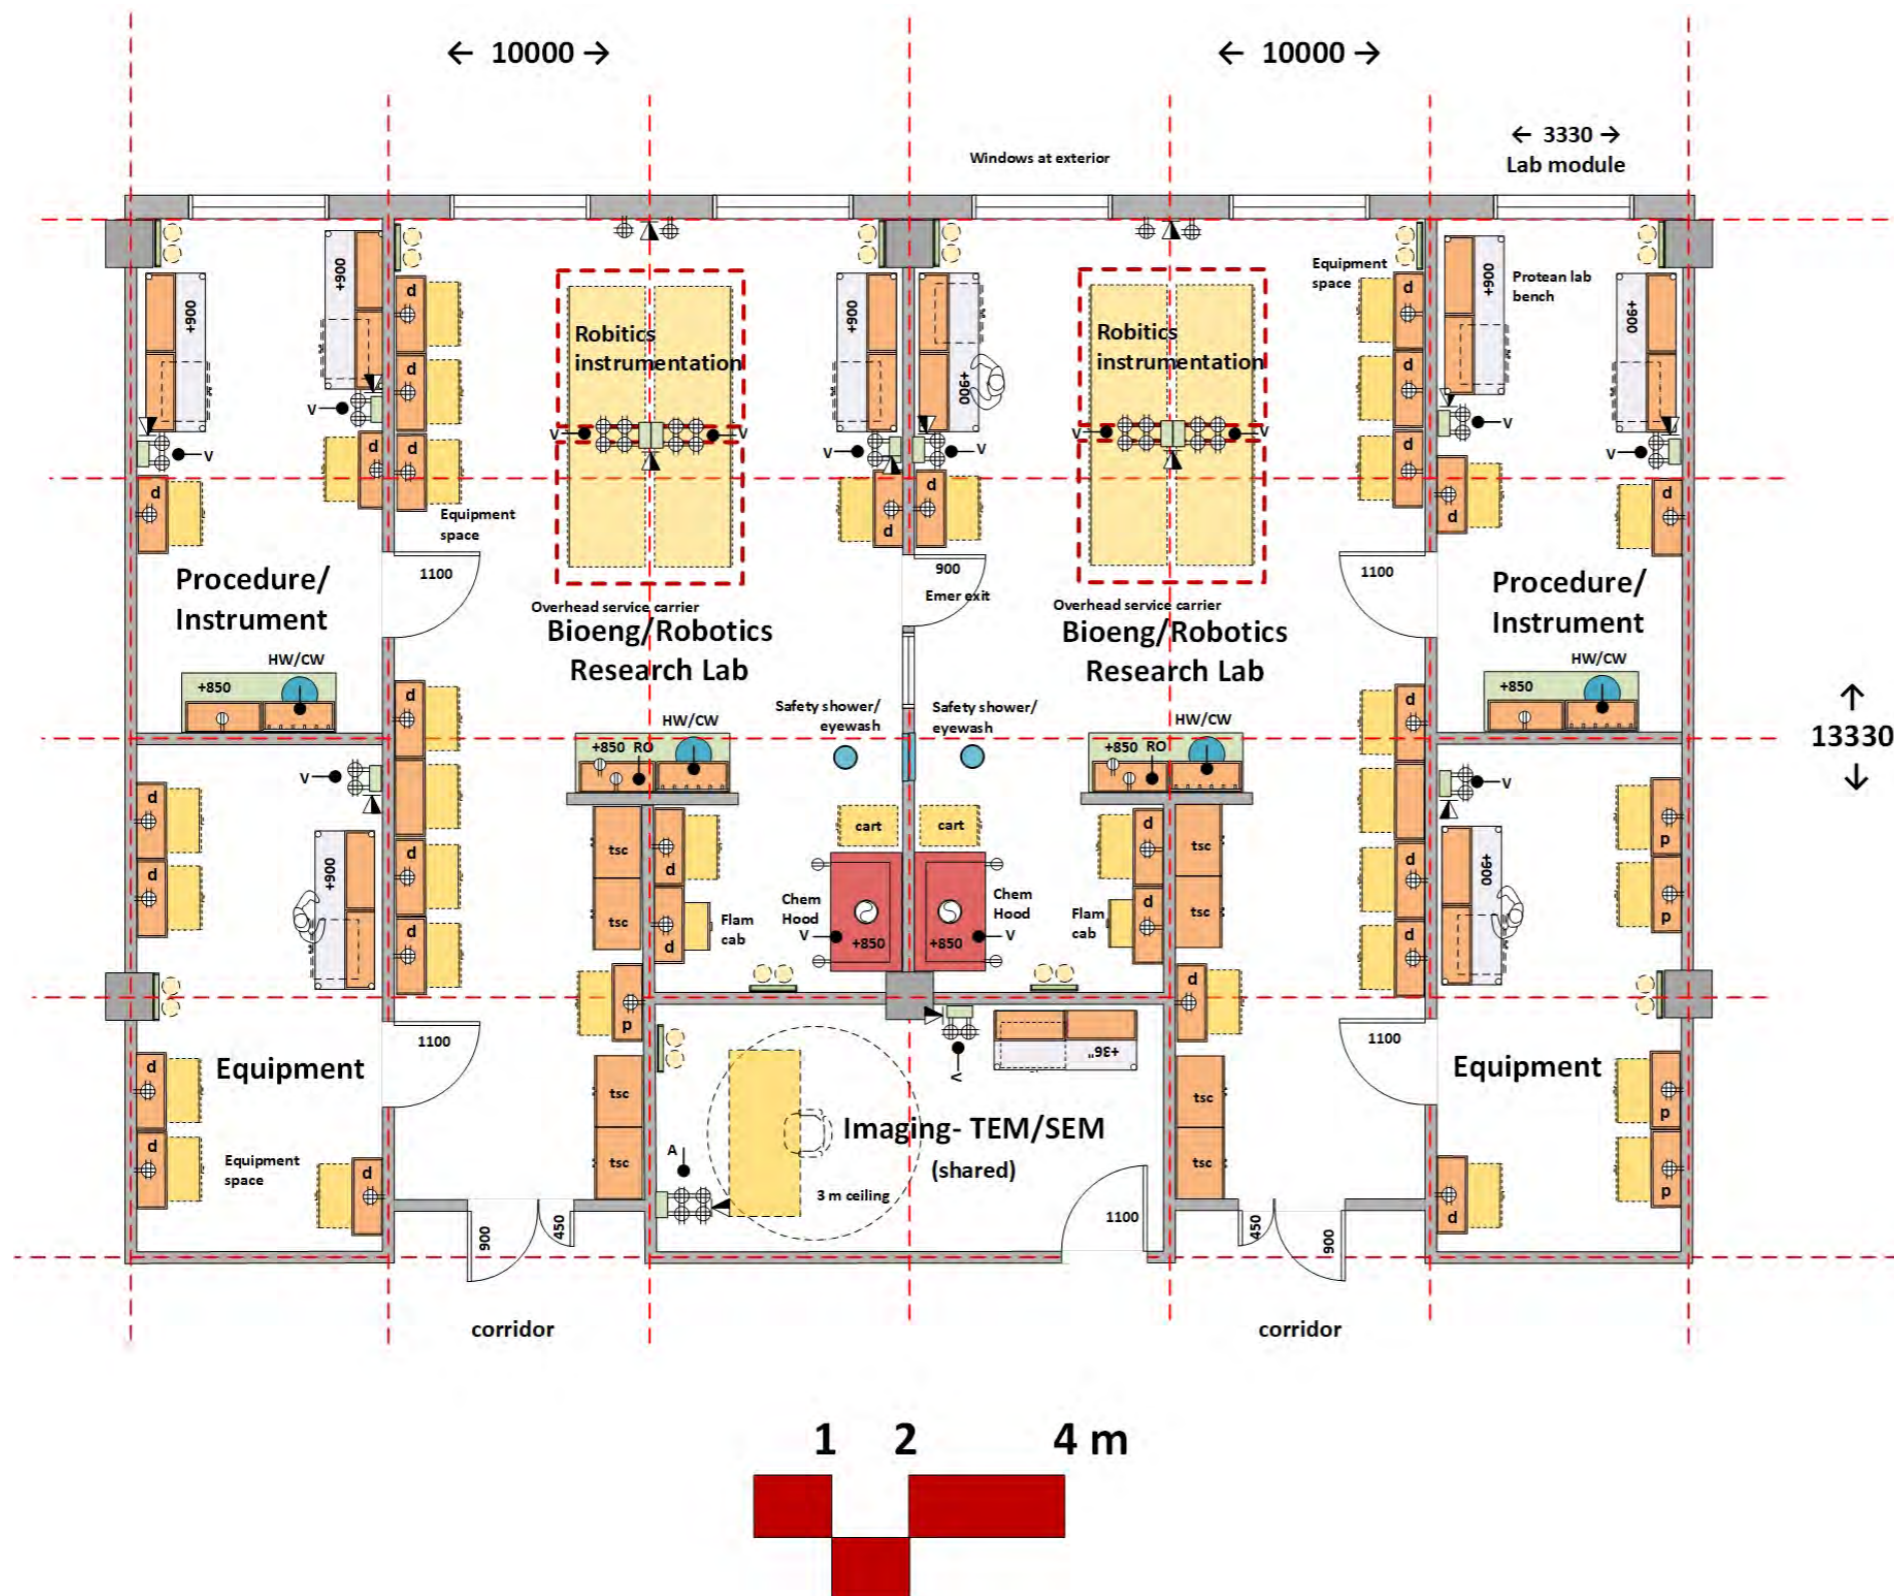 ← 10000 →
← 10000 →
← 3330 →
Lab module
Windows at exterior
+900
+900
d
d
d
d
d
V
V
Equipment
space
Robitics
instrumentation
V
V
+900
+900
V
V
d
d
Robitics
instrumentation
V
V
Equipment
space
d
d
d
+900
Protean lab
bench
+900
V
V
d
d
Procedure/
Instrument
1100
Overhead service carrier
Bioeng/Robotics
Research Lab
900
Emer exit
Overhead service carrier
Bioeng/Robotics
Research Lab
1100
Procedure/
Instrument
HW/CW
+850
HW/CW
+850 RO
Safety shower/
eyewash
Safety shower/
eyewash
HW/CW
+850 RO
HW/CW
+850
↑
13330
↓
d
d
d
V
d
d
+900
tsc
tsc
d
d
Flam
cab
cart
cart
Chem
Hood
V
+850
Chem
Hood
V
+850
Flam
cab
d
d
tsc
tsc
d
d
d
V
+900
p
p
d
d
p
d
1100
1100
Equipment
Equipment
d
d
d
Equipment
space
tsc
tsc
V
+36"
A
Imaging- TEM/SEM
(shared)
3 m ceiling
1100
tsc
tsc
p
p
d
900
450
450
900
corridor
corridor
1 2 4 m